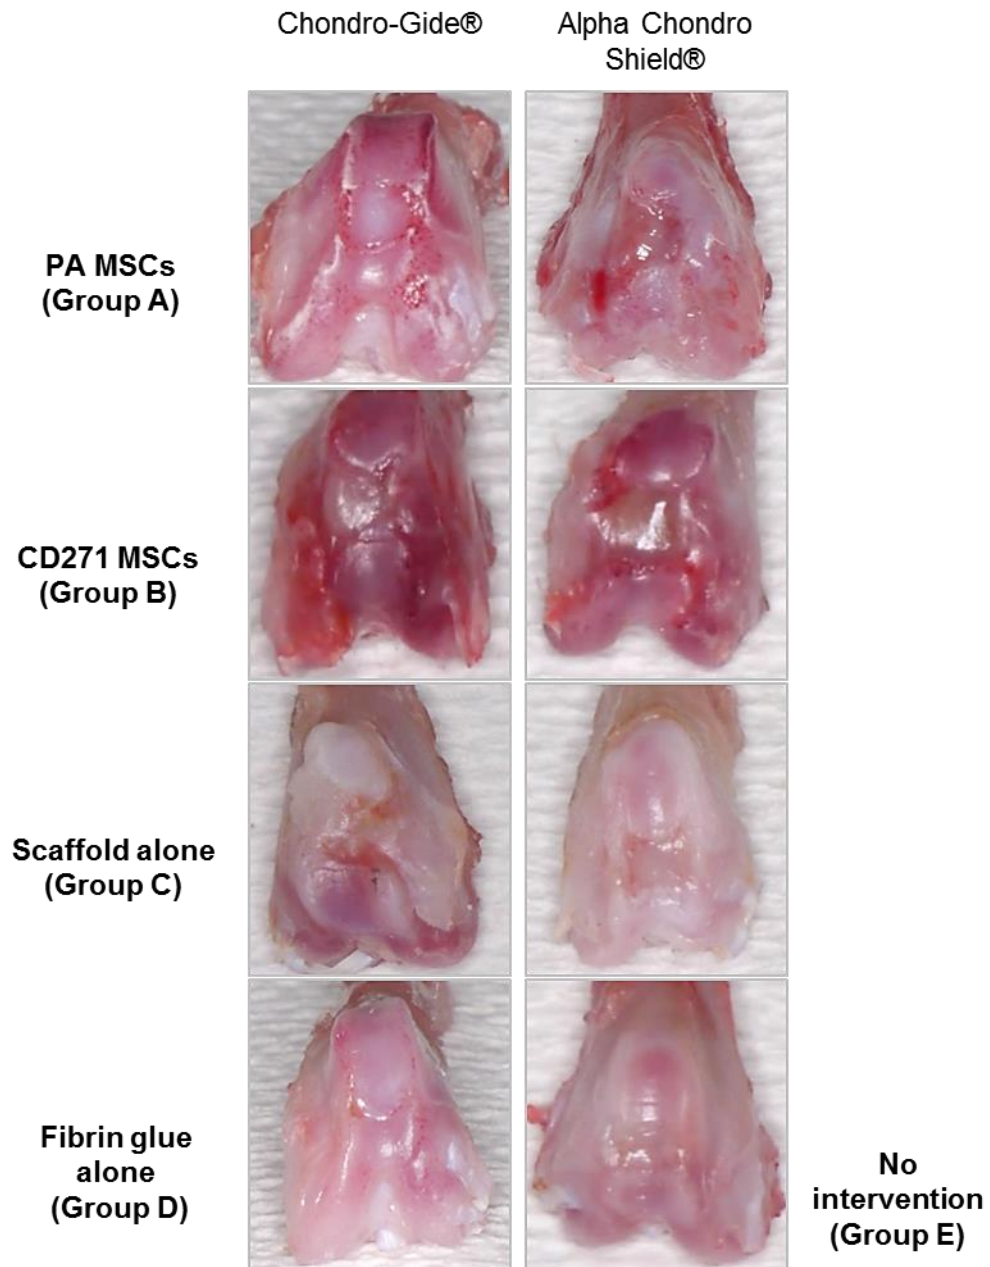 Chondro-Gide®
Alpha Chondro
Shield®
PA MSCs
(Group A)
CD271 MSCs
(Group B)
Scaffold alone
(Group C)
Fibrin glue
alone
(Group D)
No
intervention
(Group E)